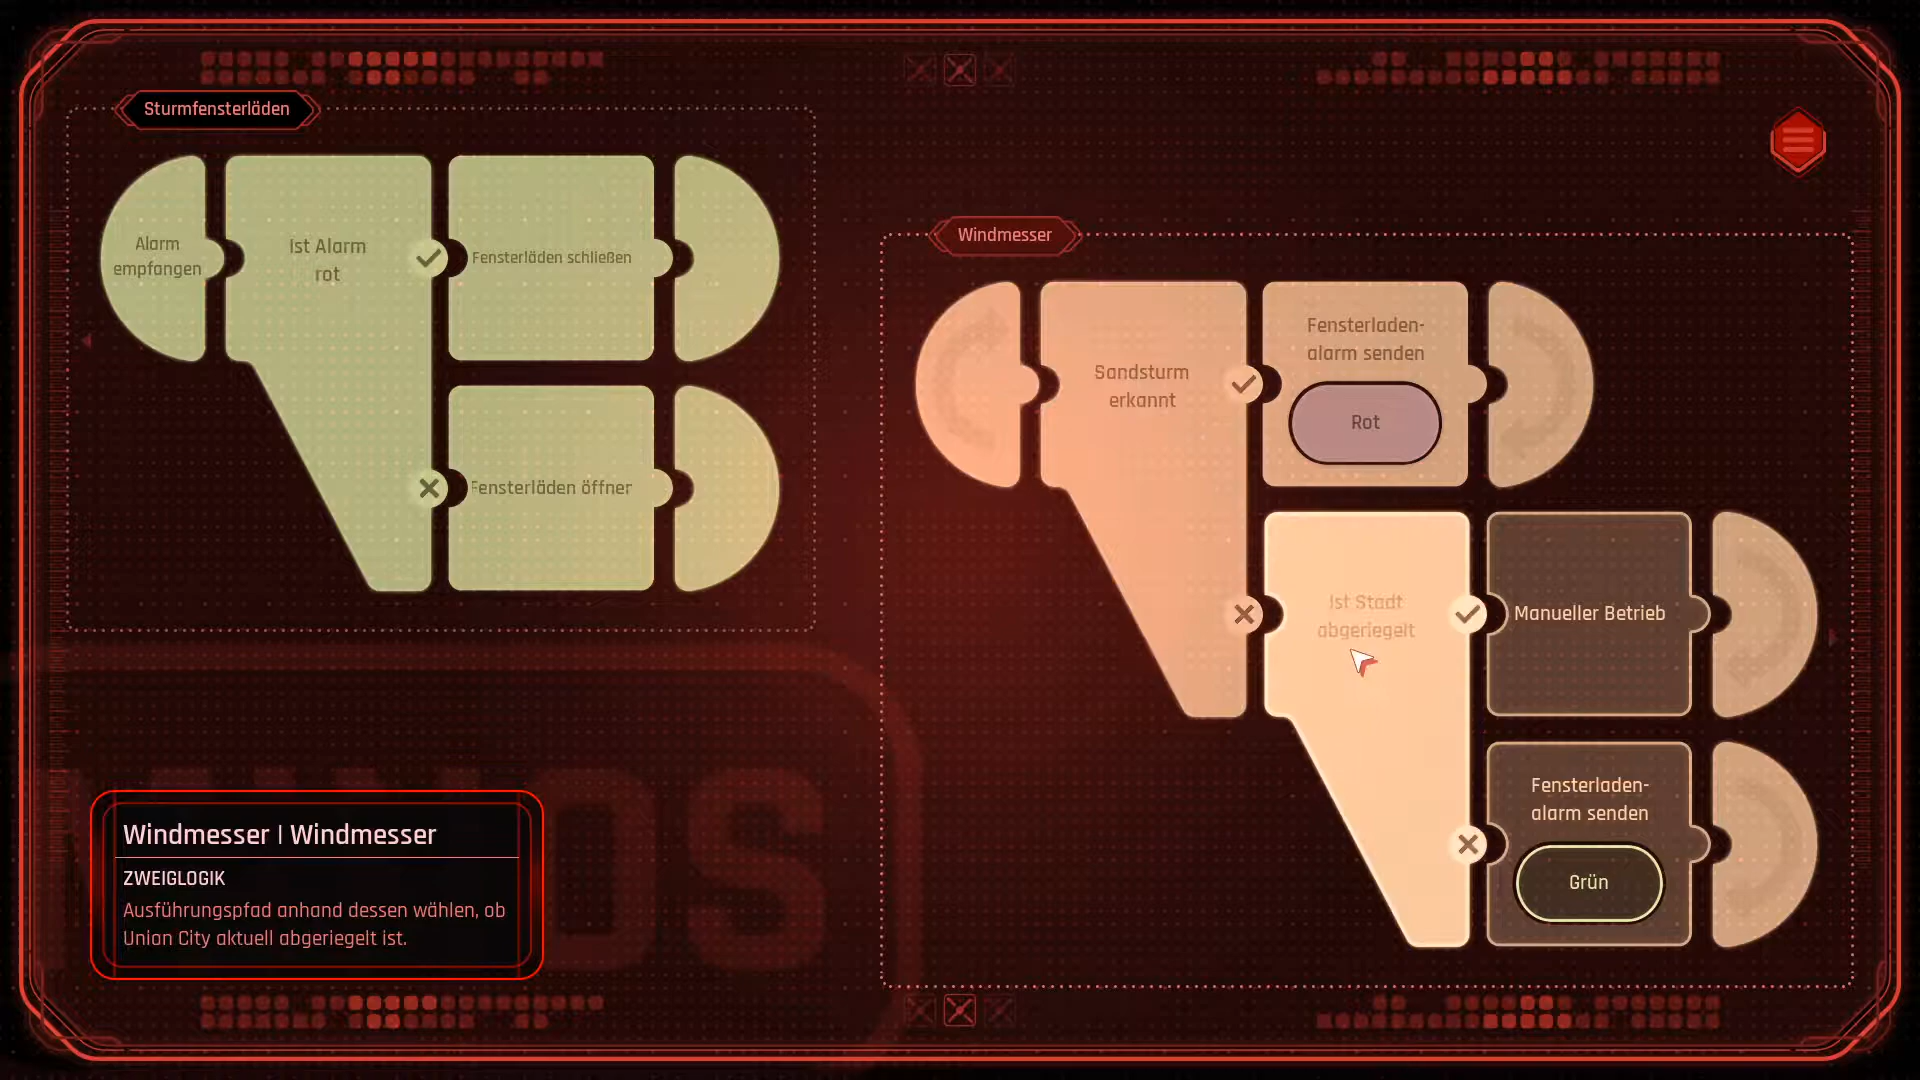 Sturmfensterläden
Alarm
empfangen
Ist Alarm
rot
Fensterläden schließen
Fensterläden öffner
Windmesser
Sandsturm
erkannt
Fensterladen-
alarm senden
Rot
Ist Stadt
abgeriegelt
Manueller Betrieb
Fensterladen-
alarm senden
Grün
Windmesser | Windmesser
ZWEIGLOGIK
Ausführungspfad anhand dessen wählen, ob
Union City aktuell abgeriegelt ist.